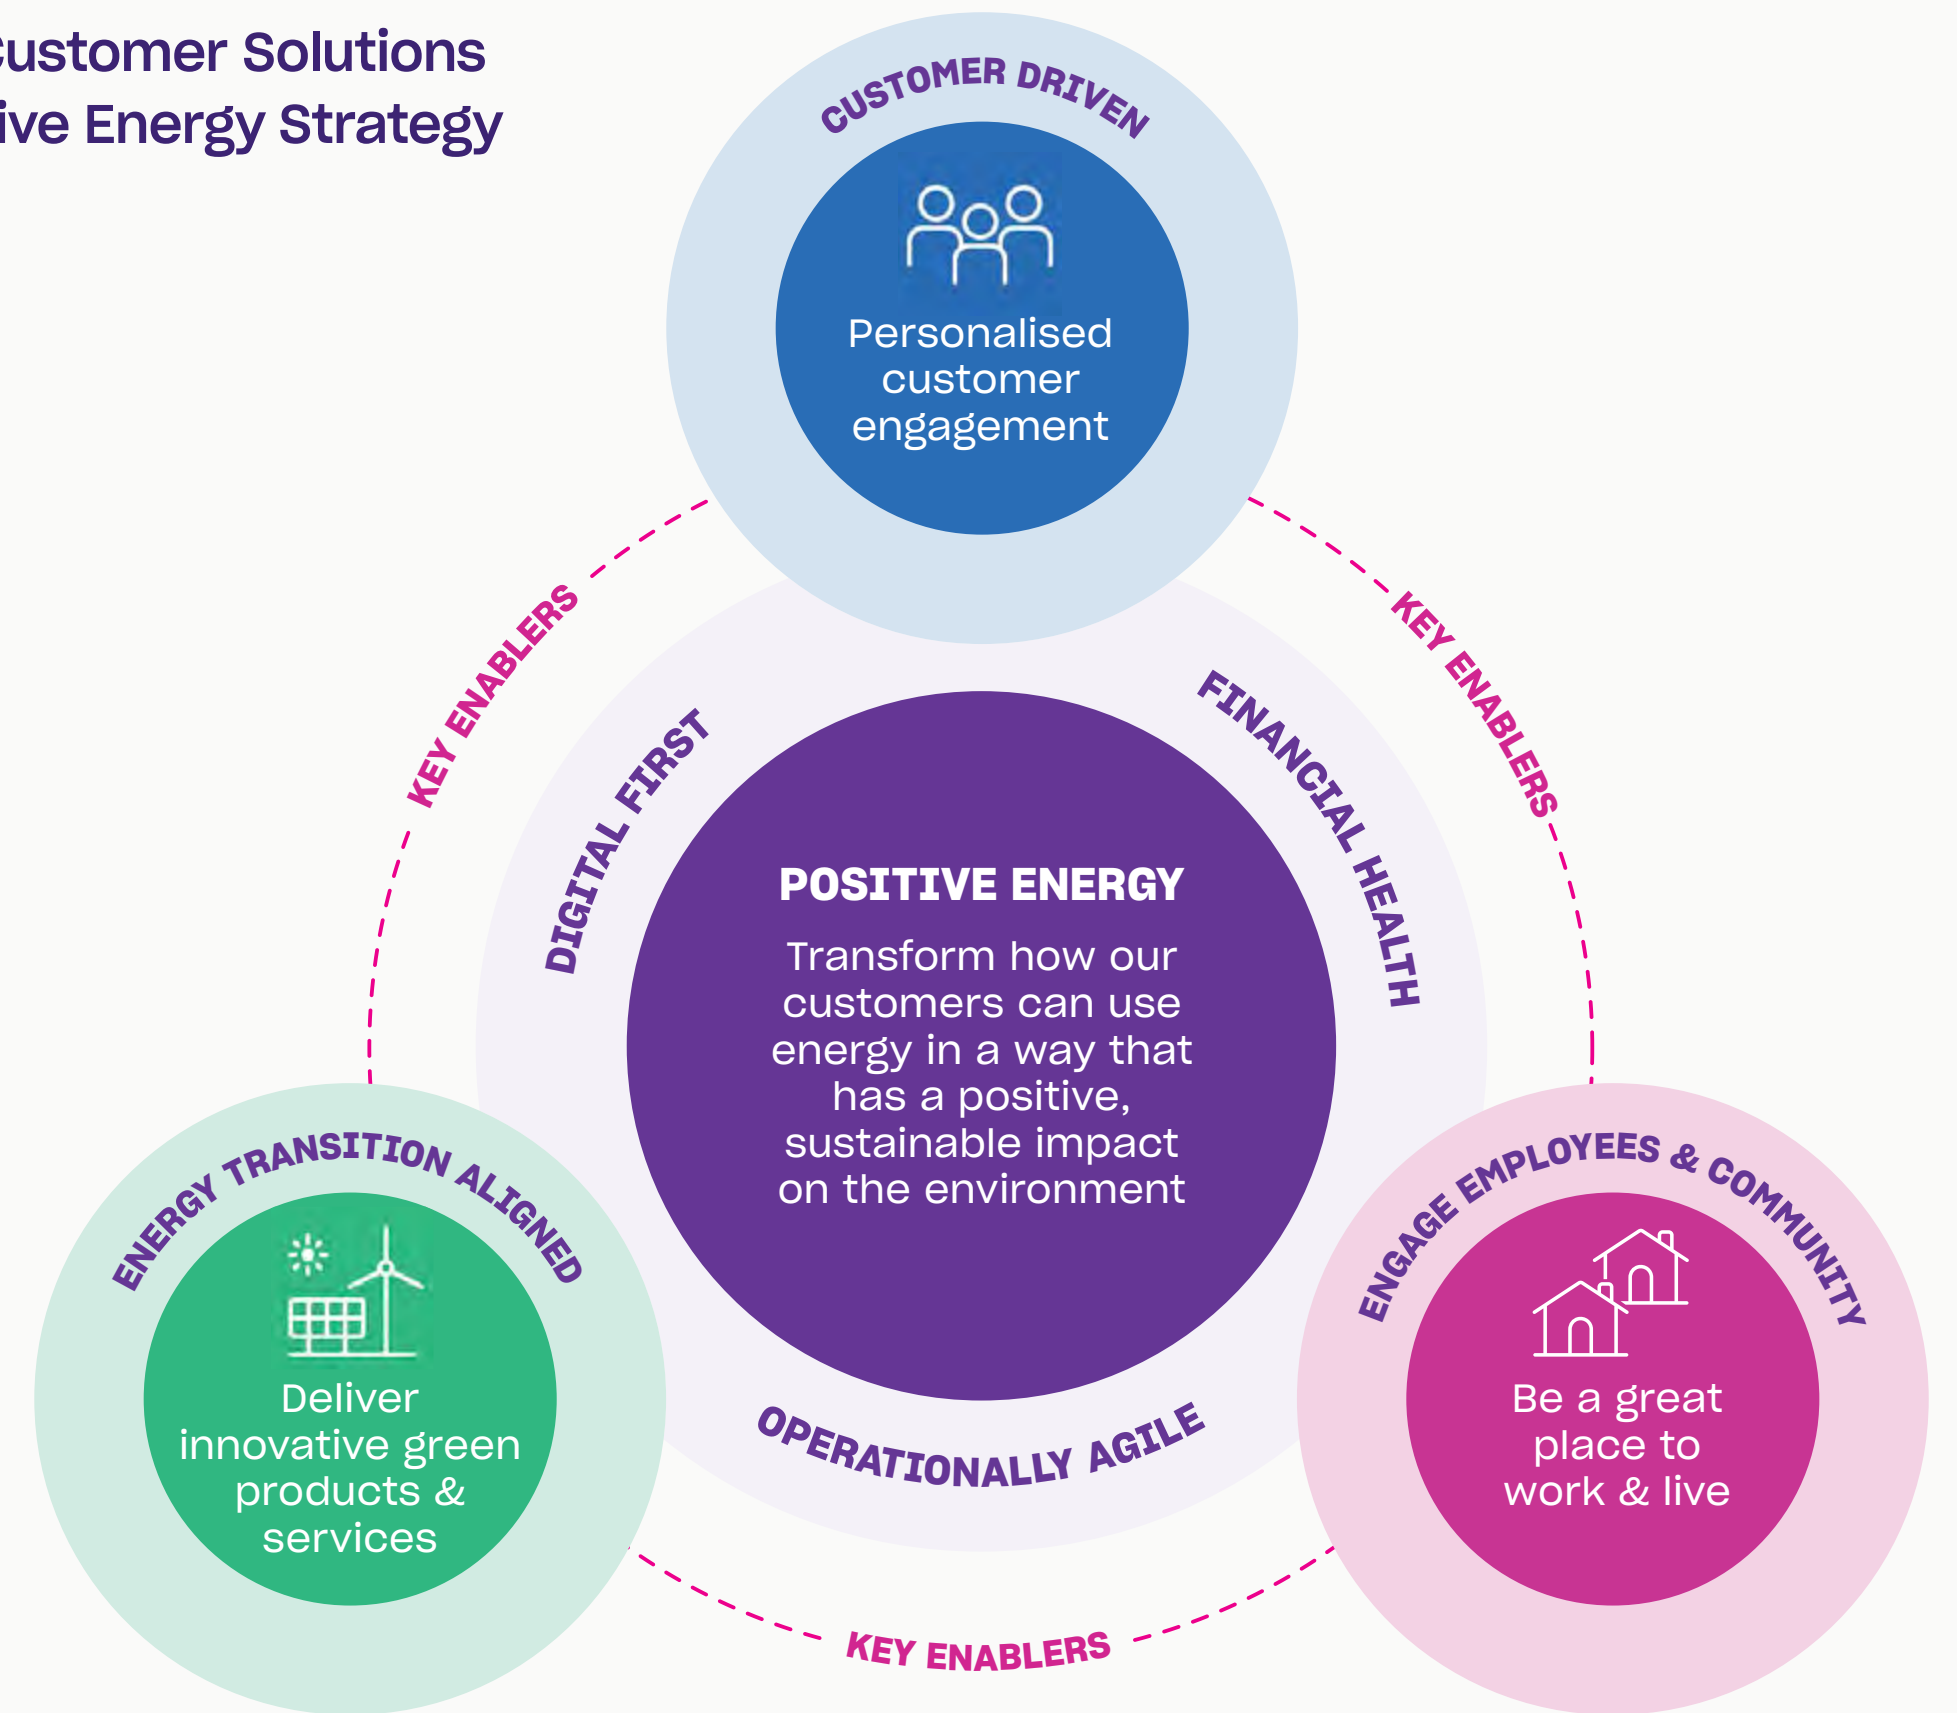 ustomer Solutions
ive Energy Strategy
CUSTOMER DRIVEN
Personalised
customer
engagement
KEY ENABLERS
KEY ENABLERS
DIGITAL FIRST
FINANCIAL HEALTH
POSITIVE ENERGY
Transform how our
customers can use
energy in a way that
has a positive,
sustainable impact
on the environment
OPERATIONALLY AGILE
ENERGY TRANSITION ALIGNED
Deliver
innovative green
products &
services
ENGAGE EMPLOYEES & COMMUNITY
Be a great
place to
work & live
KEY ENABLERS